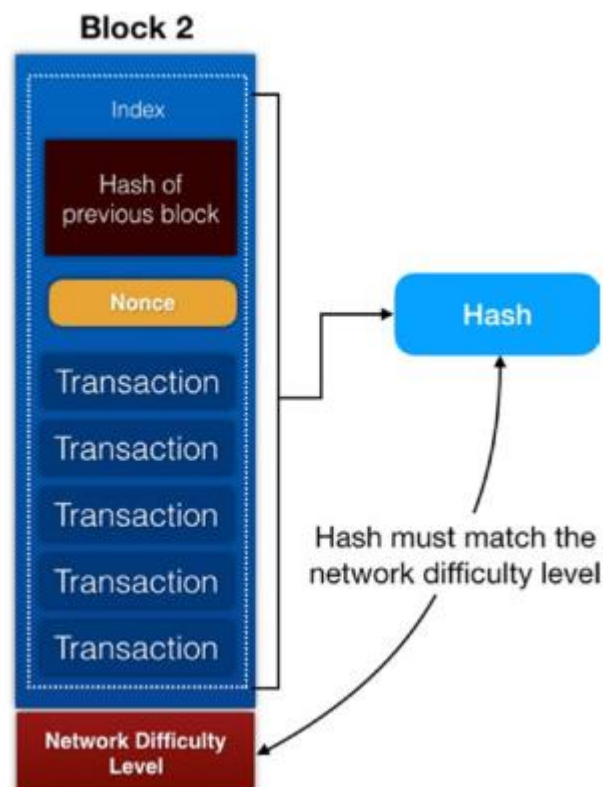 Block 2
Index
Hash of
previous block
Nonce
Transaction
Transaction
Transaction
Transaction
Transaction
Network Difficulty
Level
Hash
Hash must match the
network difficulty level